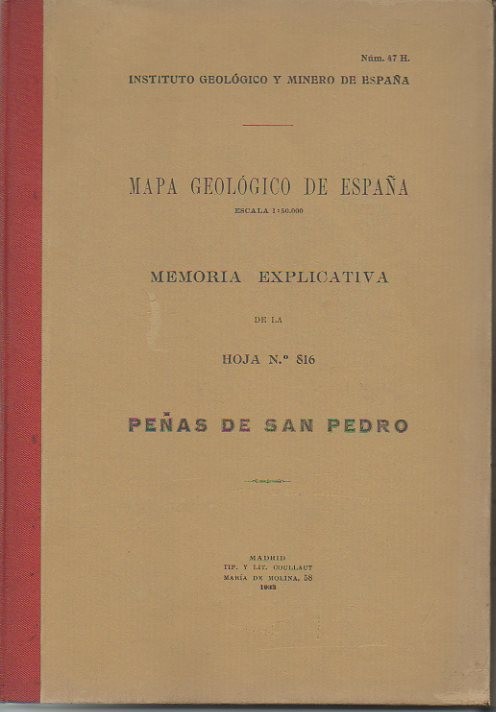 Núm. 47 H.
INSTITUTO GEOLÓGICO Y MINERO DE ESPAÑA
MAPA GEOLÓGICO DE ESPAÑA
ESCALA 1:50.000
MEMORIA EXPLICATIVA
DE LA
HOJA N.º 816
PEÑAS DE SAN PEDRO
MADRID
TIP. Y LIT. COULLAUT
MARÍA DE MOLINA, 58